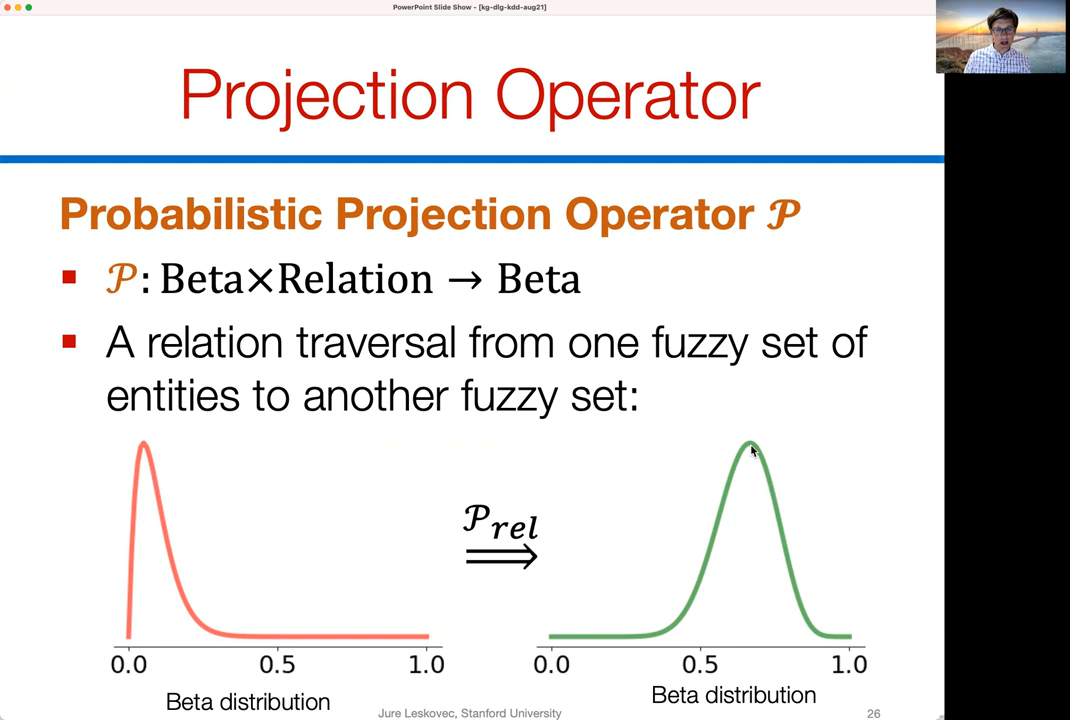 PowerPoint Slide Show - [kg-dlg-kdd-aug21]
Projection Operator
Probabilistic Projection Operator 𝒫
▪ 𝒫: Beta×Relation → Beta
▪ A relation traversal from one fuzzy set of
entities to another fuzzy set:
𝒫rel
0.0 0.5 1.0
0.0 0.5 1.0
Beta distribution
Beta distribution
Jure Leskovec, Stanford University
26